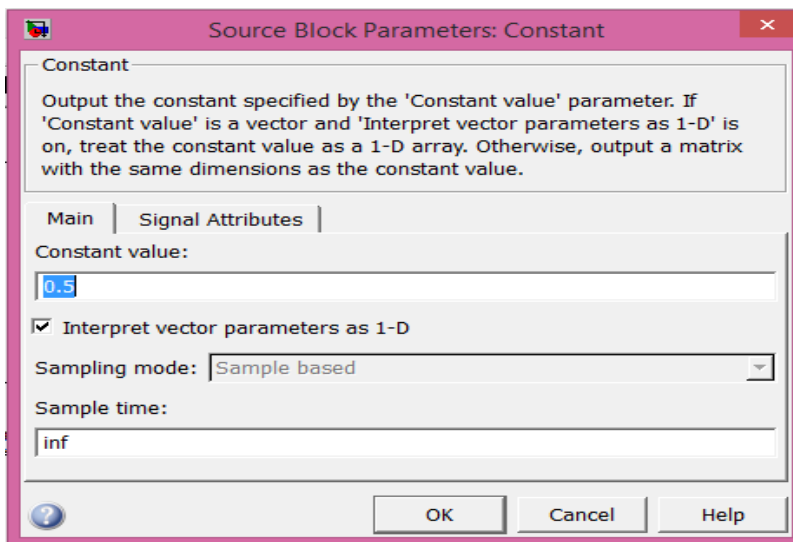 Source Block Parameters: Constant
Constant
Output the constant specified by the 'Constant value' parameter. If
'Constant value' is a vector and 'Interpret vector parameters as 1-D' is
on, treat the constant value as a 1-D array. Otherwise, output a matrix
with the same dimensions as the constant value.
Main Signal Attributes
Constant value:
0.5
Interpret vector parameters as 1-D
Sampling mode: Sample based
Sample time:
inf
OK Cancel Help